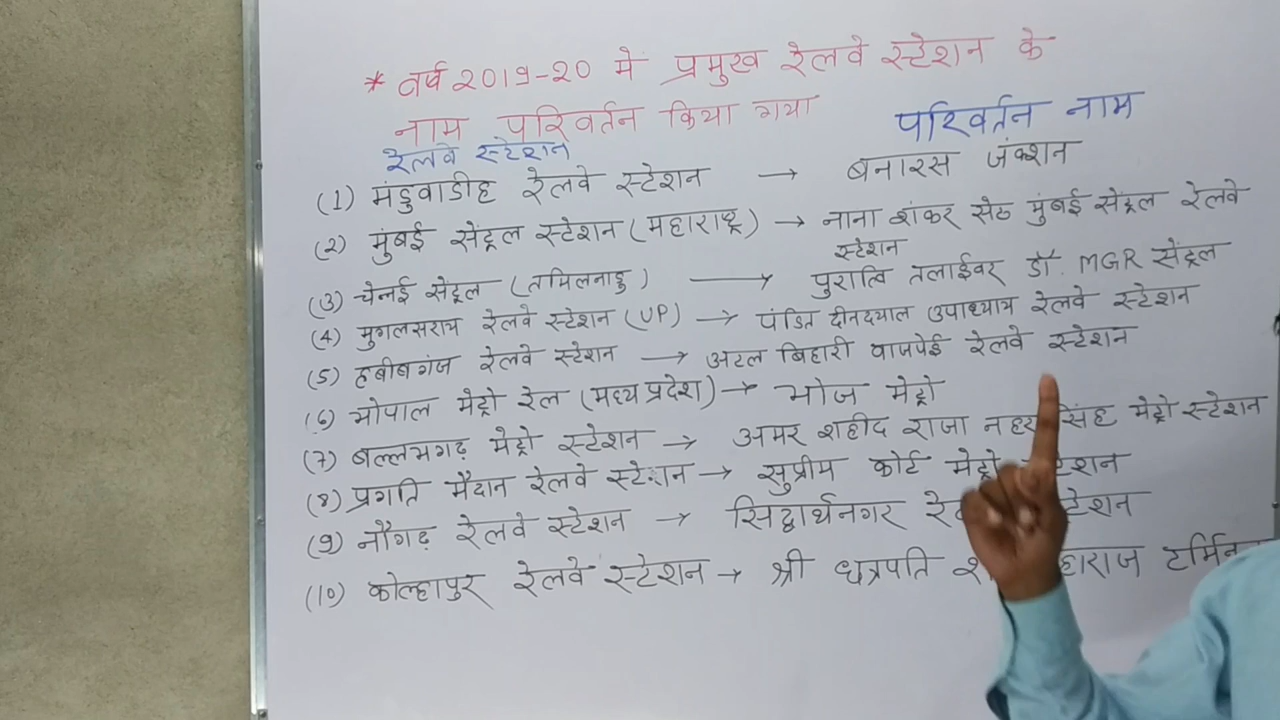 * वर्ष 2019-20 में प्रमुख रेलवे स्टेशन के
नाम परिवर्तन किया गया
रेलवे स्टेशन परिवर्तन नाम
(1) मंडुवाडीह रेलवे स्टेशन → बनारस जंक्शन
(2) मुंबई सेंट्रल स्टेशन (महाराष्ट्र) → नाना शंकर सेठ मुंबई सेंट्रल रेलवे
स्टेशन
(3) चेन्नई सेंट्रल (तमिलनाडु) → पुरात्वि तलाईवर डॉ. MGR सेंट्रल
(4) मुगलसराय रेलवे स्टेशन (UP) → पंडित दीनदयाल उपाध्याय रेलवे स्टेशन
(5) हबीबगंज रेलवे स्टेशन → अटल बिहारी वाजपेई रेलवे स्टेशन
(6) भोपाल मेट्रो रेल (मध्य प्रदेश) → भोज मेट्रो
(7) बल्लभगढ़ मेट्रो स्टेशन → अमर शहीद राजा सिंह मेट्रो स्टेशन
(8) प्रगति मैदान रेलवे स्टेशन → सुप्रीम कोर्ट मेट्रो
(9) नौगढ़ रेलवे स्टेशन → सिद्धार्थनगर
(10) कोल्हापुर रेलवे स्टेशन → श्री छत्रपति